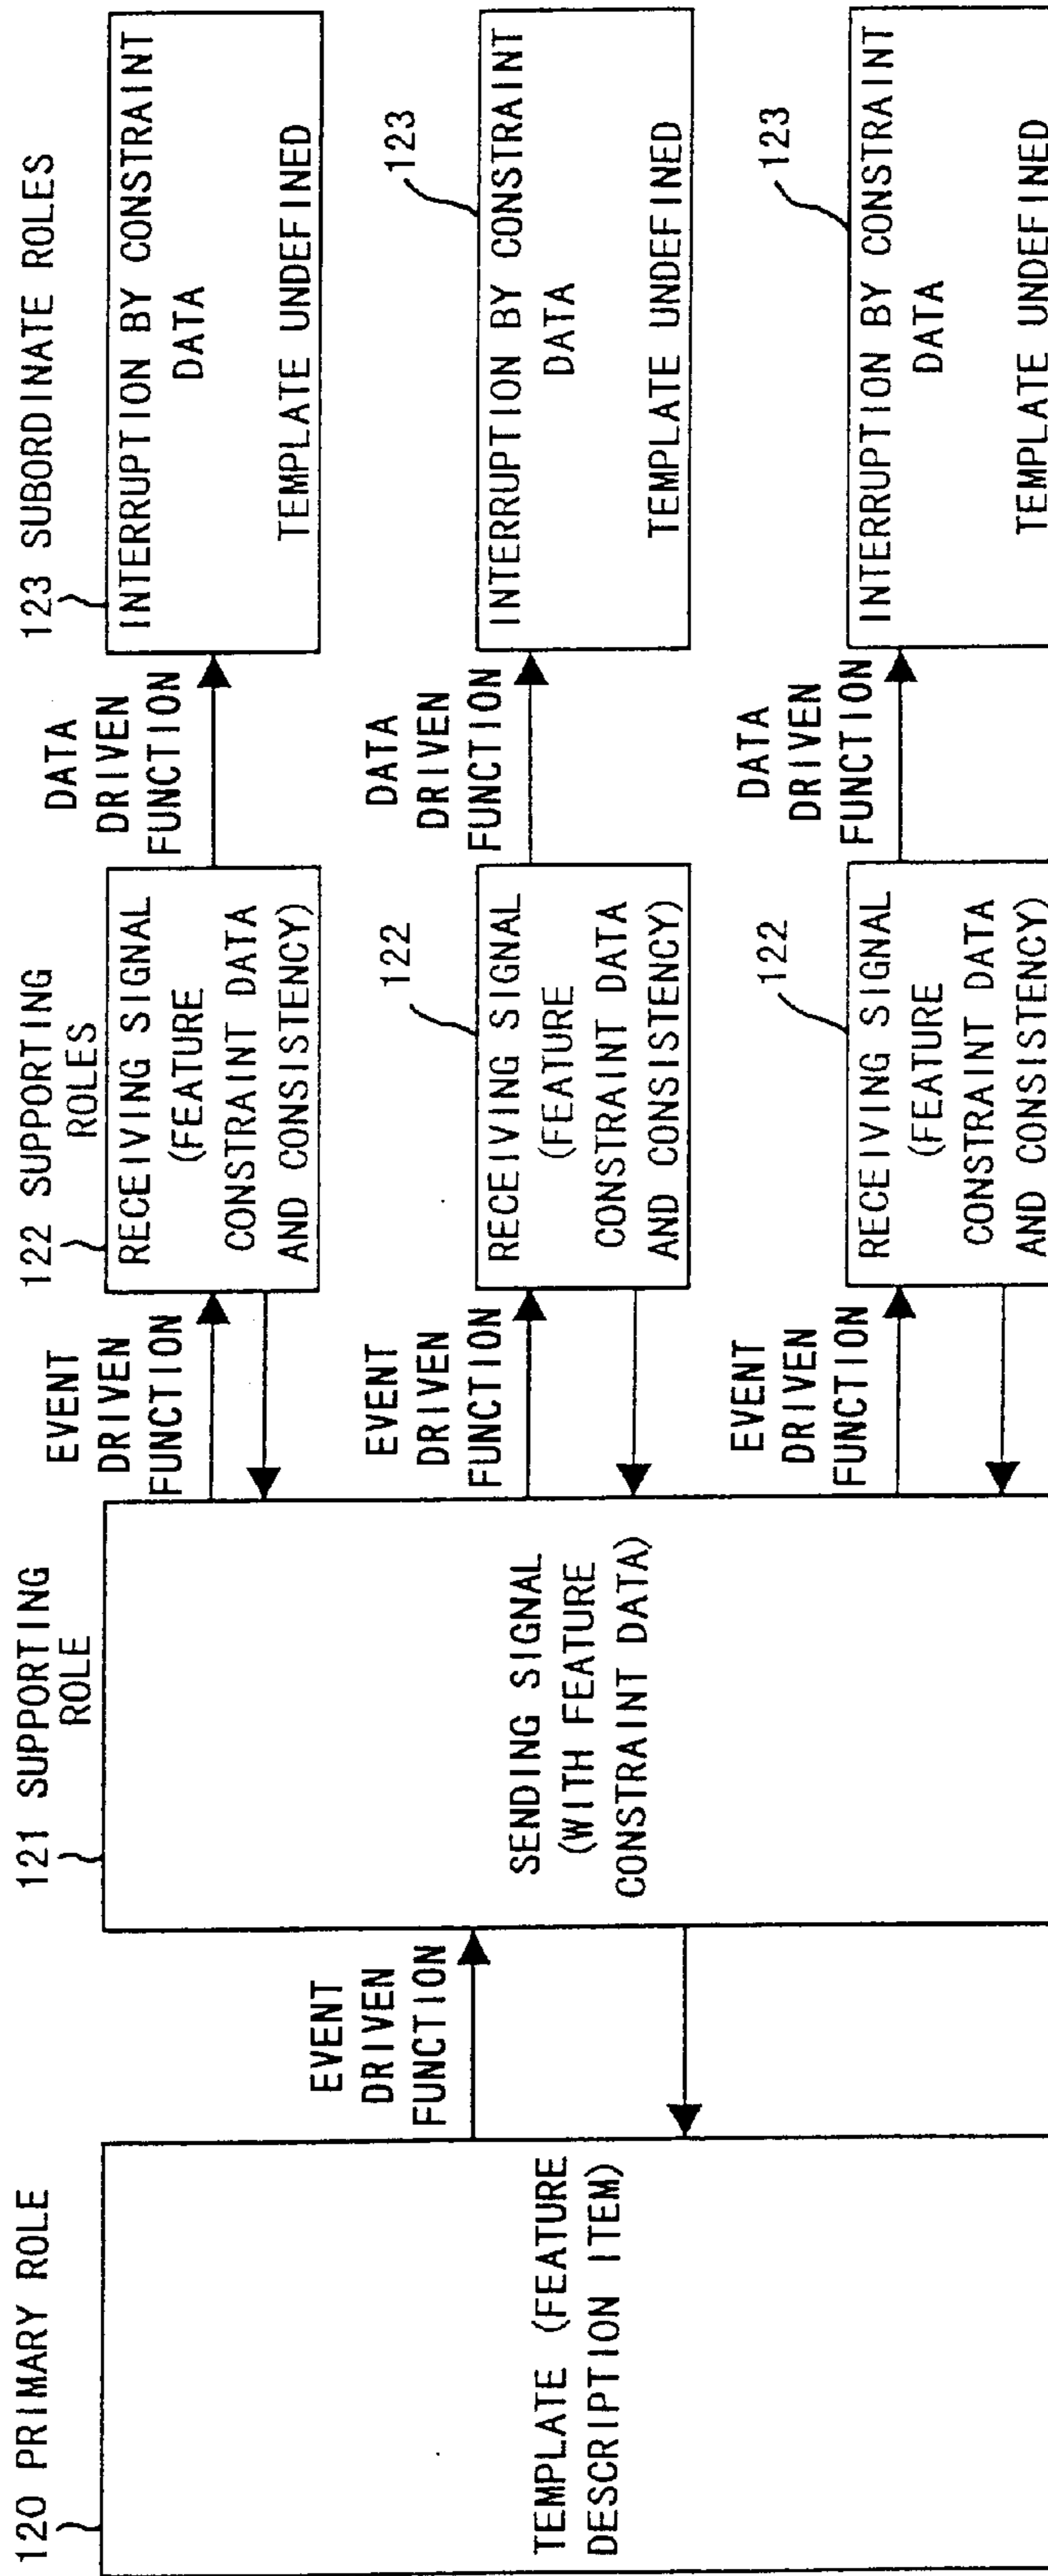 120 PRIMARY ROLE
TEMPLATE (FEATURE
DESCRIPTION ITEM)
EVENT
DRIVEN
FUNCTION
121 SUPPORTING
ROLE
SENDING SIGNAL
(WITH FEATURE
CONSTRAINT DATA)
EVENT
DRIVEN
FUNCTION
122 SUPPORTING
ROLES
RECEIVING SIGNAL
(FEATURE
CONSTRAINT DATA
AND CONSISTENCY)
DATA
DRIVEN
FUNCTION
123 SUBORDINATE ROLES
INTERRUPTION BY CONSTRAINT
DATA
TEMPLATE UNDEFINED
EVENT
DRIVEN
FUNCTION
122
RECEIVING SIGNAL
(FEATURE
CONSTRAINT DATA
AND CONSISTENCY)
DATA
DRIVEN
FUNCTION
123
INTERRUPTION BY CONSTRAINT
DATA
TEMPLATE UNDEFINED
EVENT
DRIVEN
FUNCTION
122
RECEIVING SIGNAL
(FEATURE
CONSTRAINT DATA
AND CONSISTENCY)
DATA
DRIVEN
FUNCTION
123
INTERRUPTION BY CONSTRAINT
DATA
TEMPLATE UNDEFINED